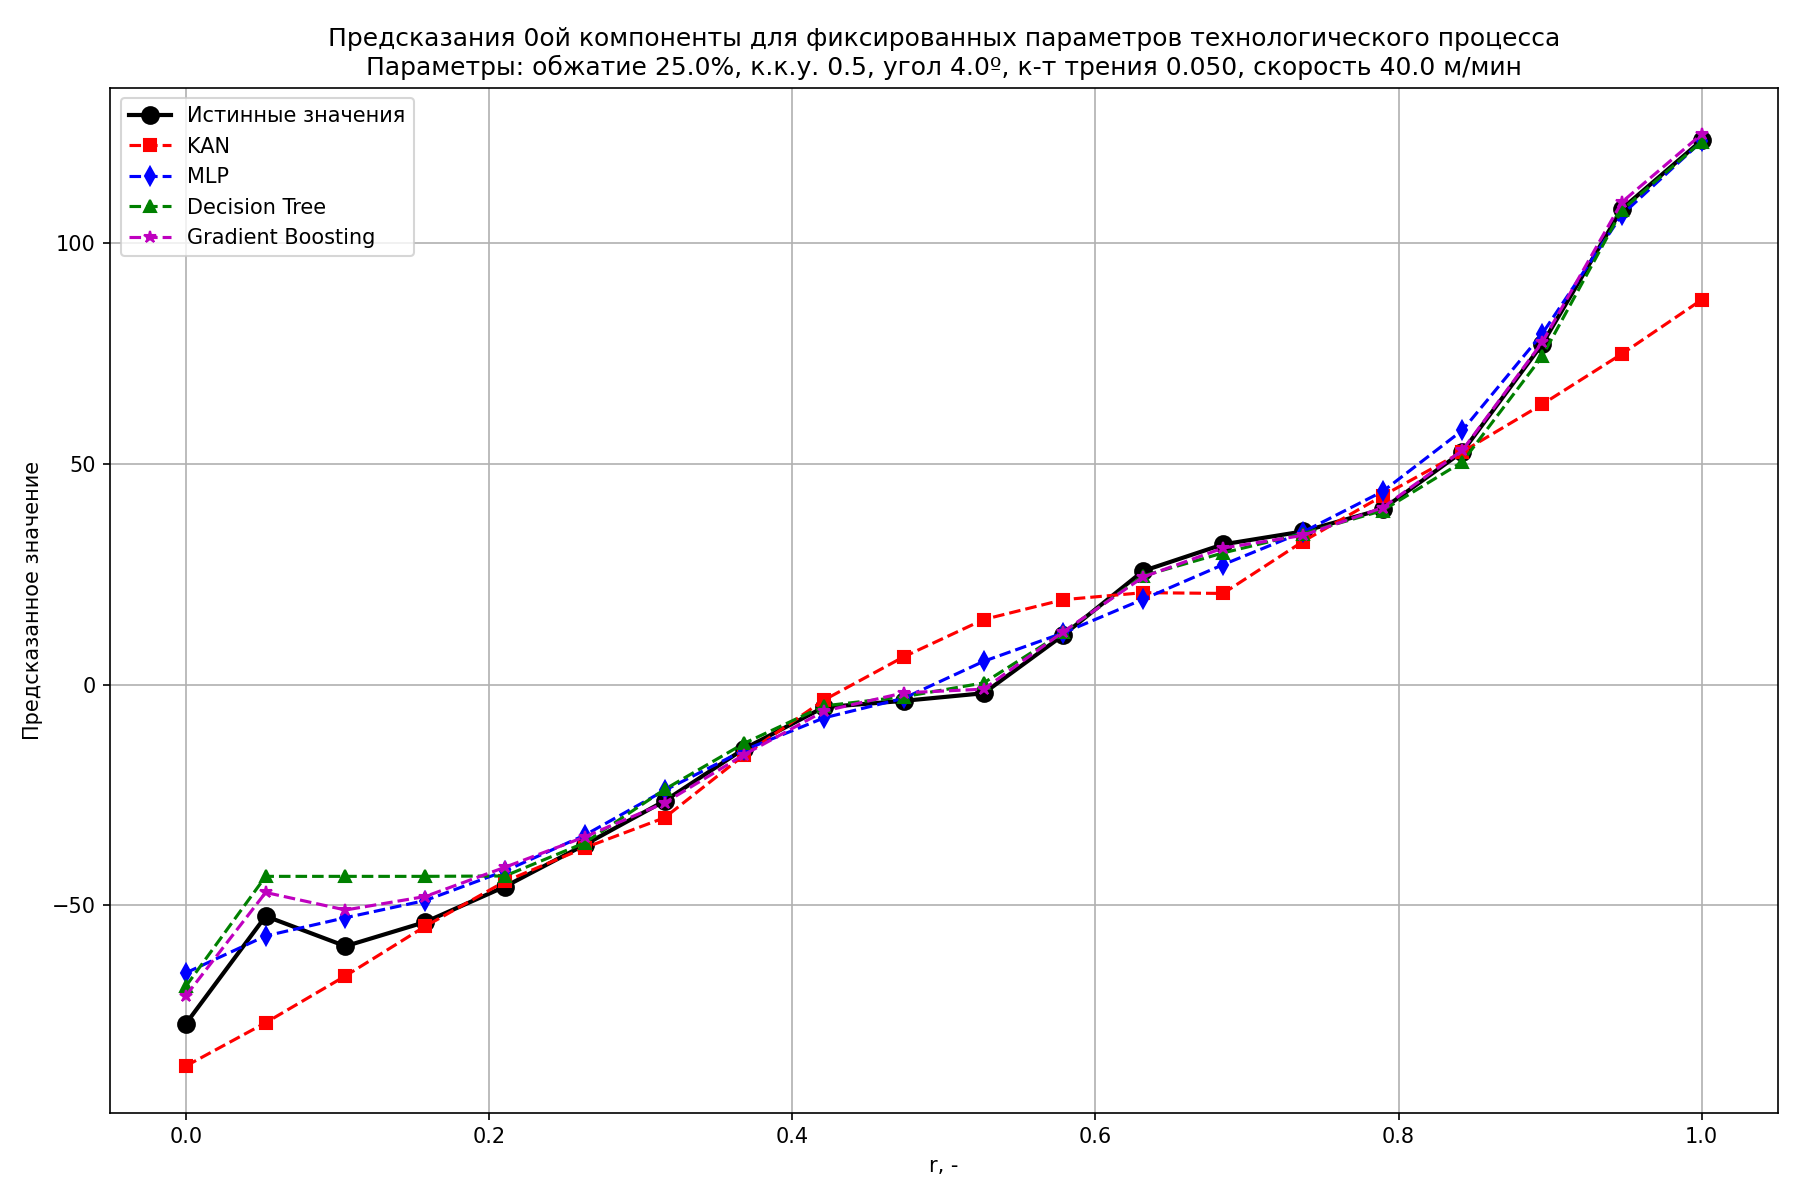 Предсказания 0ой компоненты для фиксированных параметров технологического процесса
Параметры: обжатие 25.0%, к.к.у. 0.5, угол 4.0º, к-т трения 0.050, скорость 40.0 м/мин
Истинные значения
KAN
MLP
Decision Tree
Gradient Boosting
Предсказанное значение
100
50
0
−50
0.0 0.2 0.4 0.6 0.8 1.0
r, -